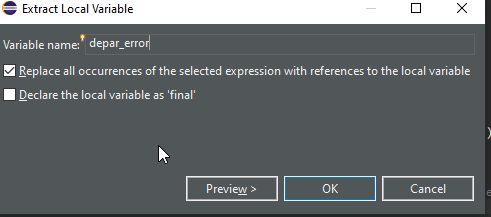 Extract Local Variable
Variable name: depar_error
Replace all occurrences of the selected expression with references to the local variable
Declare the local variable as 'final'
Preview > OK Cancel